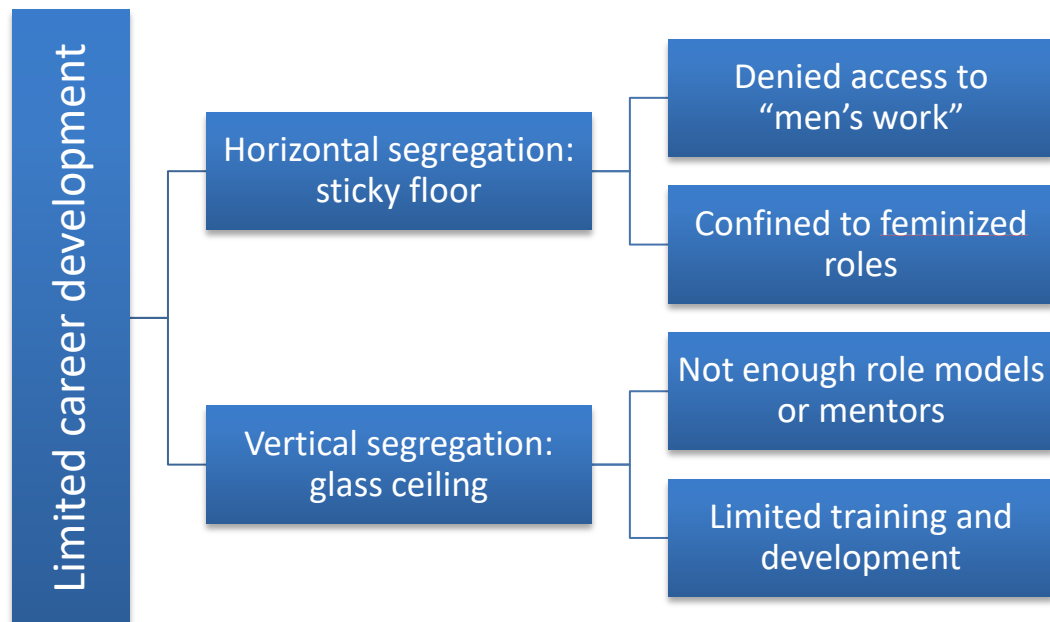 Limited career development
Horizontal segregation:
sticky floor
Denied access to
“men’s work”
Confined to feminized
roles
Vertical segregation:
glass ceiling
Not enough role models
or mentors
Limited training and
development